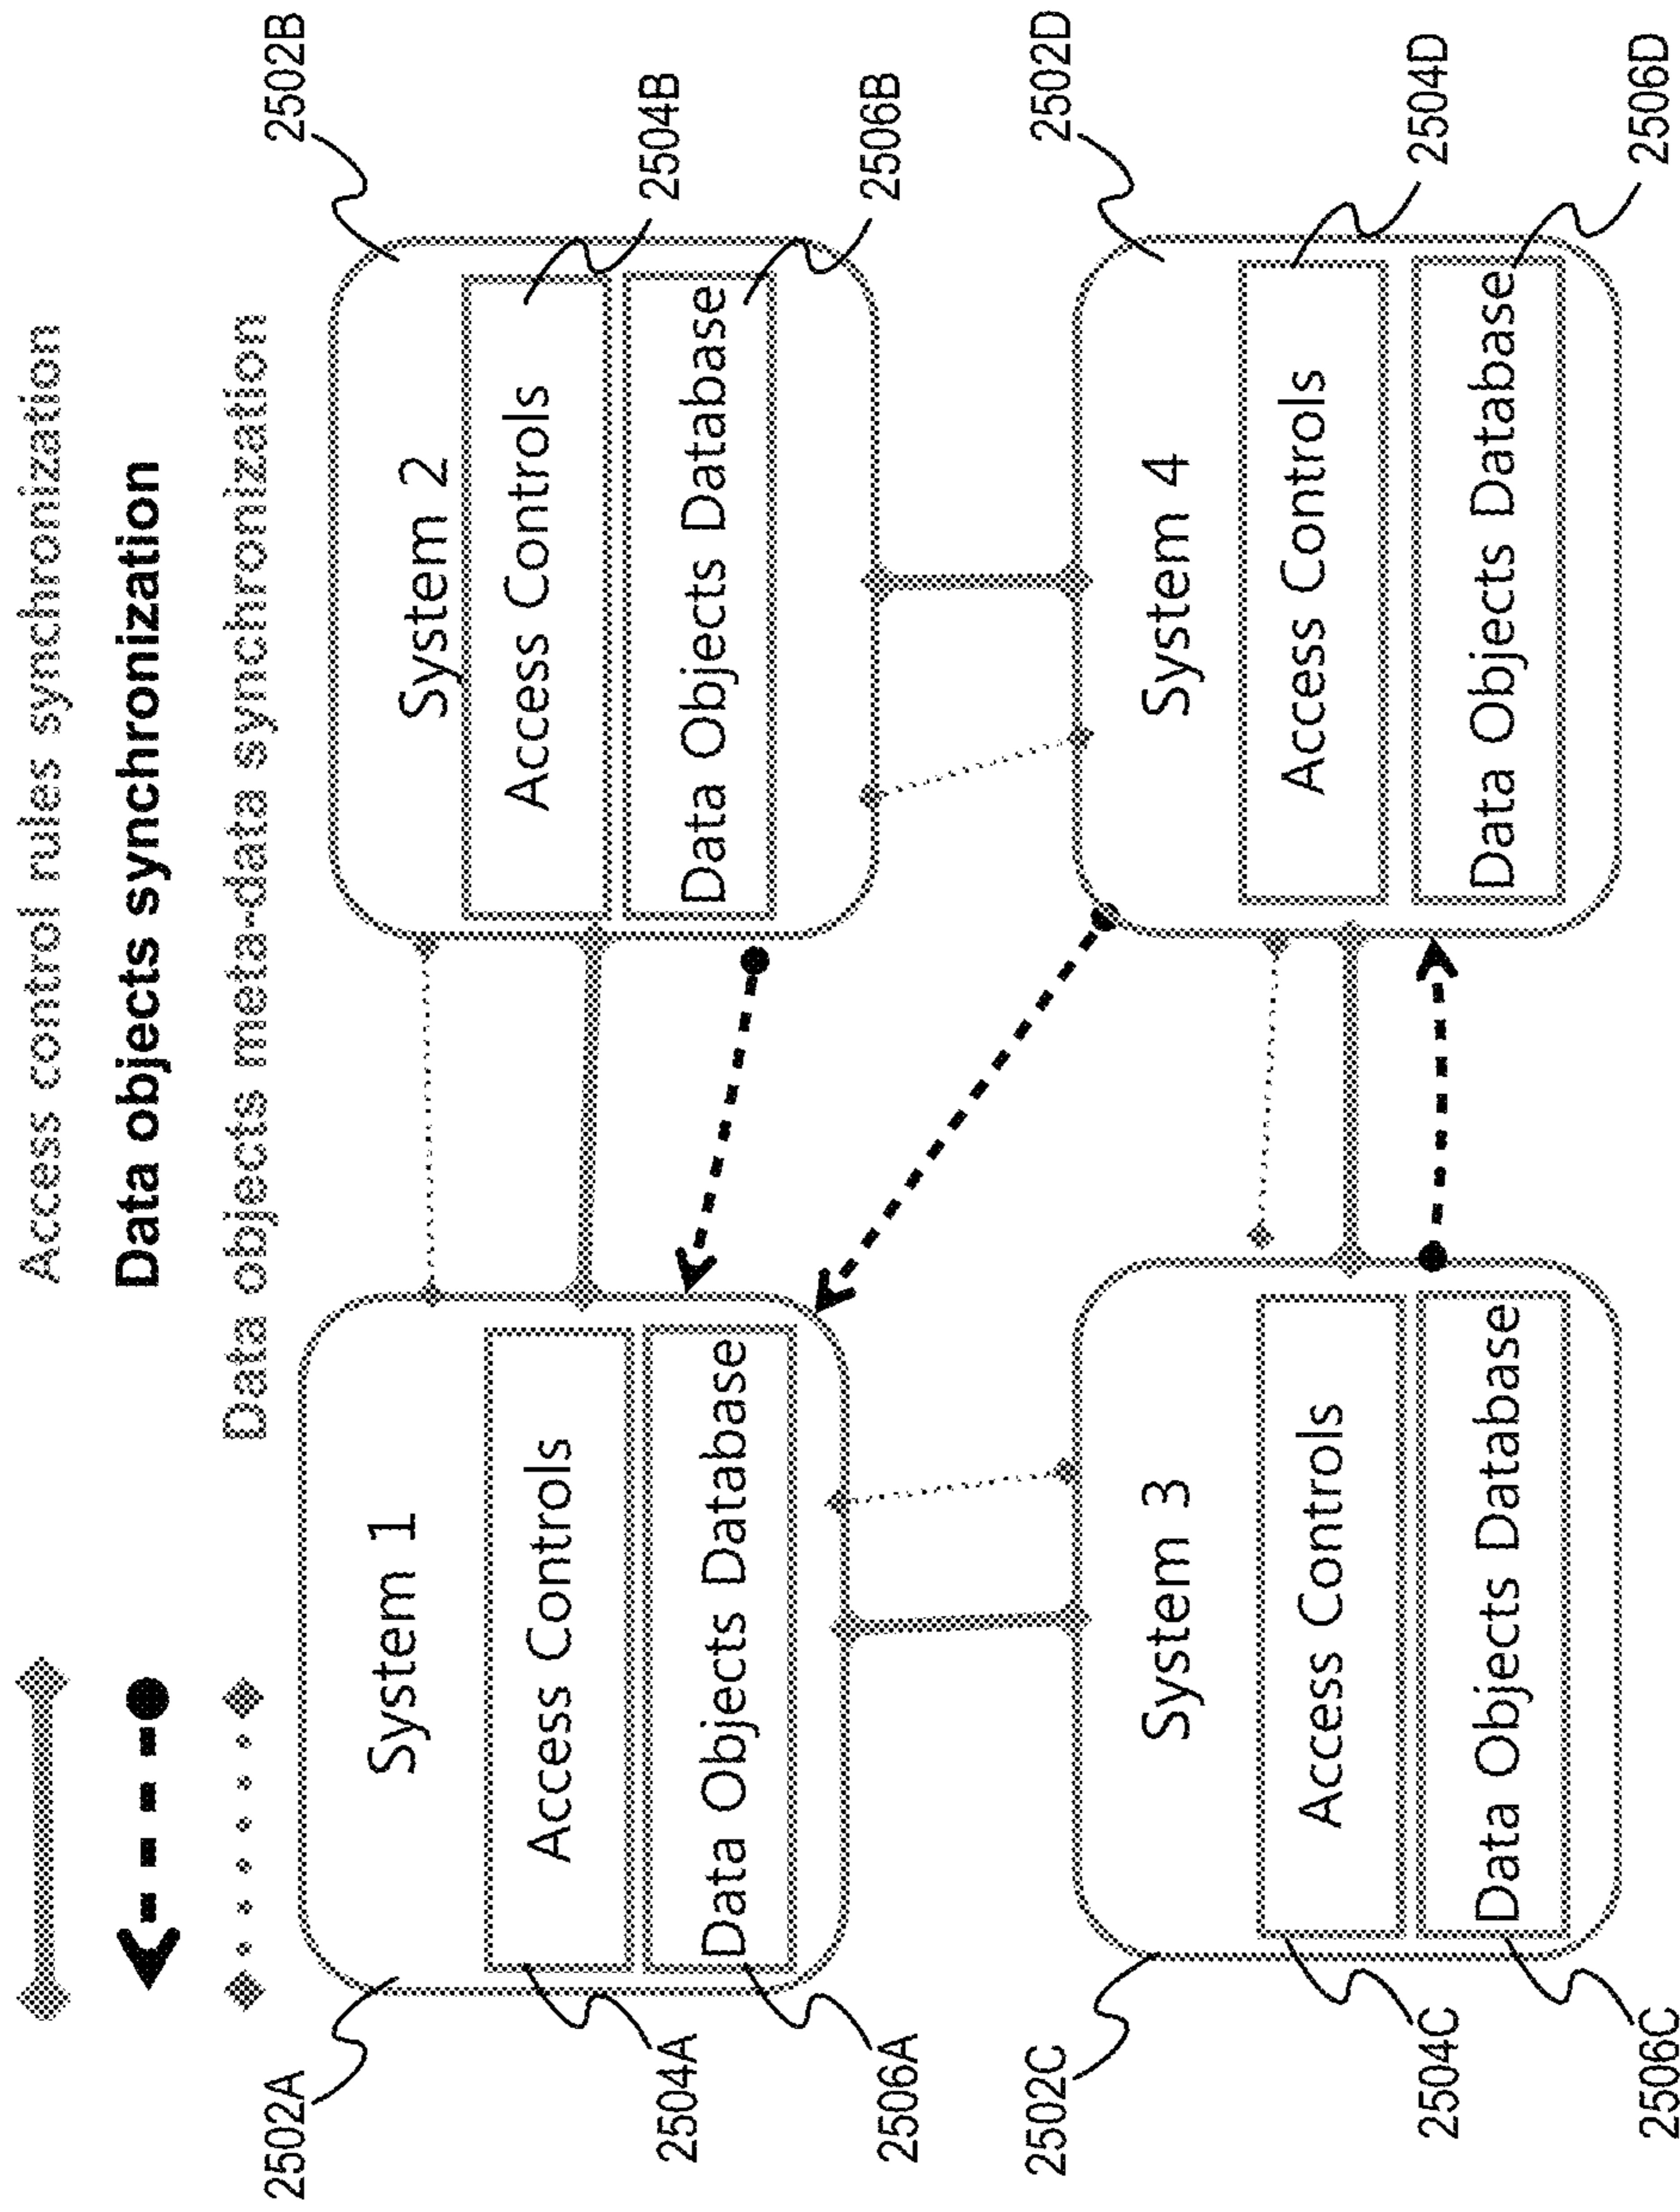 Access control rules synchronization
Data objects synchronization
Data objects meta-data synchronization
2502A
System 1
Access Controls
2504A
Data Objects Database
2506A
2502B
System 2
Access Controls
2504B
Data Objects Database
2506B
2502C
System 3
Access Controls
2504C
Data Objects Database
2506C
2502D
System 4
Access Controls
2504D
Data Objects Database
2506D